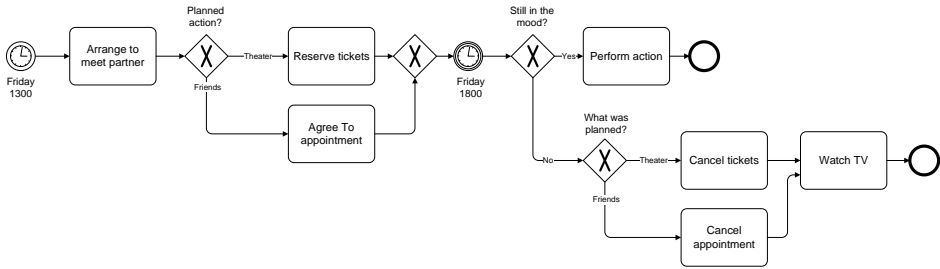 Planned
action?
Still in the
mood?
Arrange to
meet partner
Theater
Reserve tickets
Yes
Perform action
Friday
1300
Friends
Friday
1800
Agree To
appointment
What was
planned?
No
Theater
Cancel tickets
Watch TV
Friends
Cancel
appointment